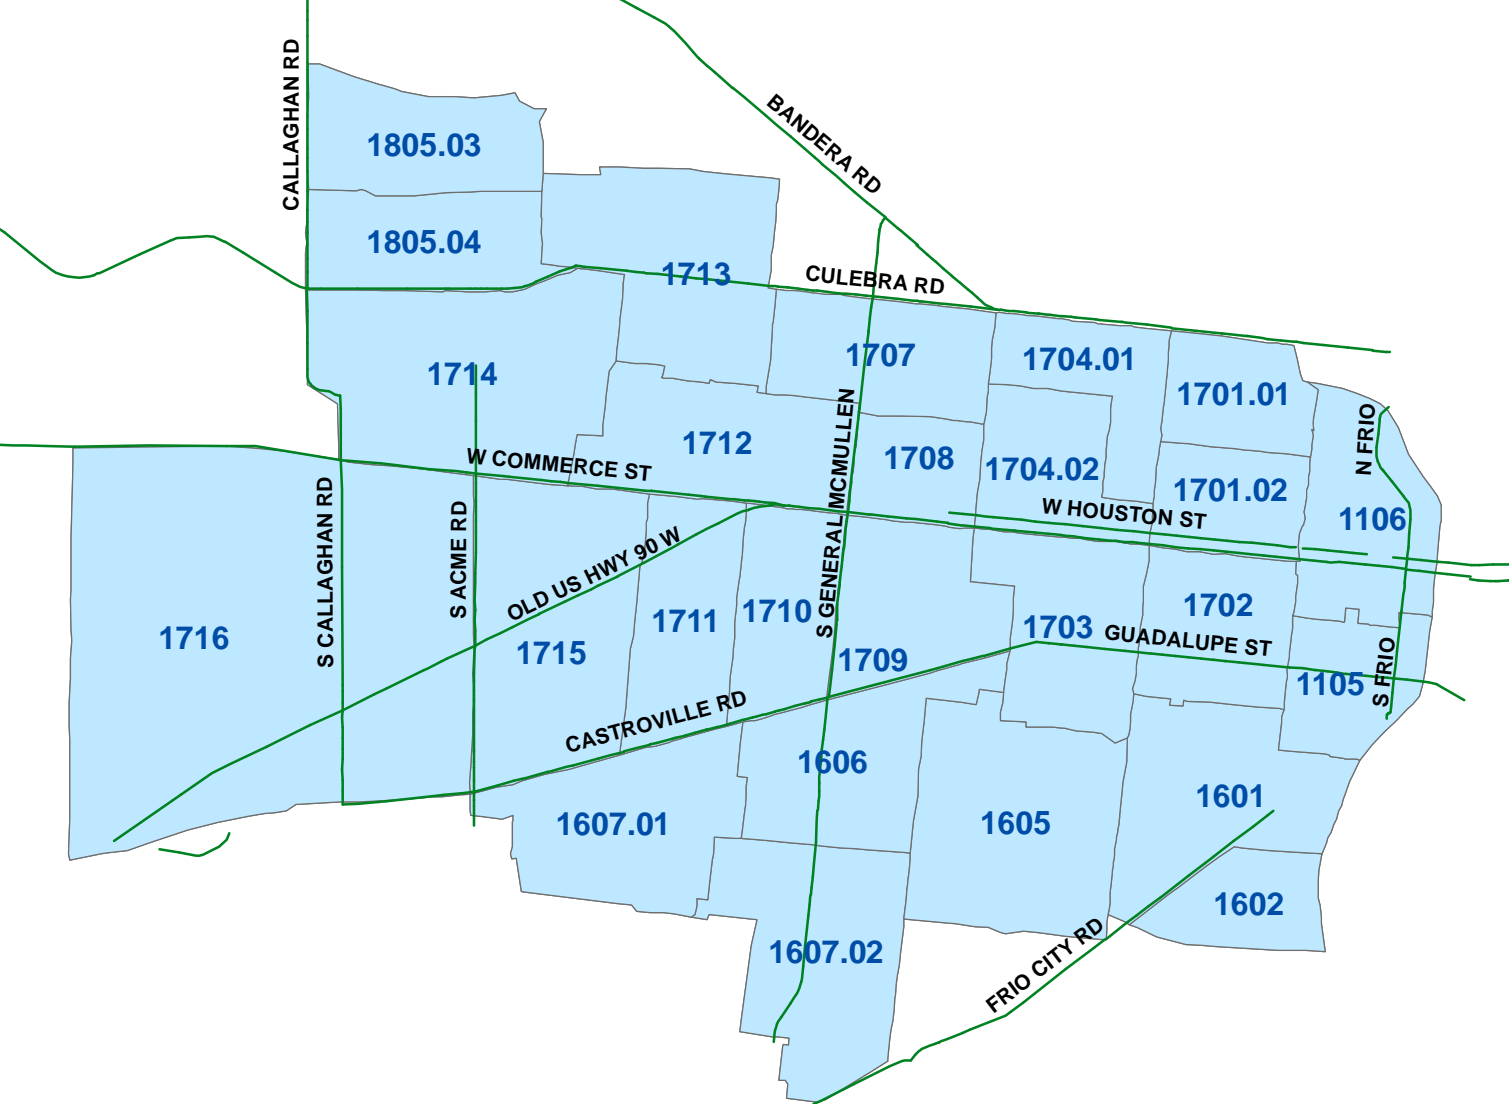 CALLAGHAN RD
1805.03
BANDERA RD
1805.04
1713
CULEBRA RD
1707
1704.01
1714
1701.01
N FRIO
1712
S GENERAL MCMULLEN
1708
1704.02
W COMMERCE ST
1701.02
W HOUSTON ST
1106
S CALLAGHAN RD
S ACME RD
OLD US HWY 90 W
1716
1715
1711
1710
1709
1703
1702
GUADALUPE ST
1105
S FRIO
CASTROVILLE RD
1606
1607.01
1605
1601
1602
1607.02
FRIO CITY RD